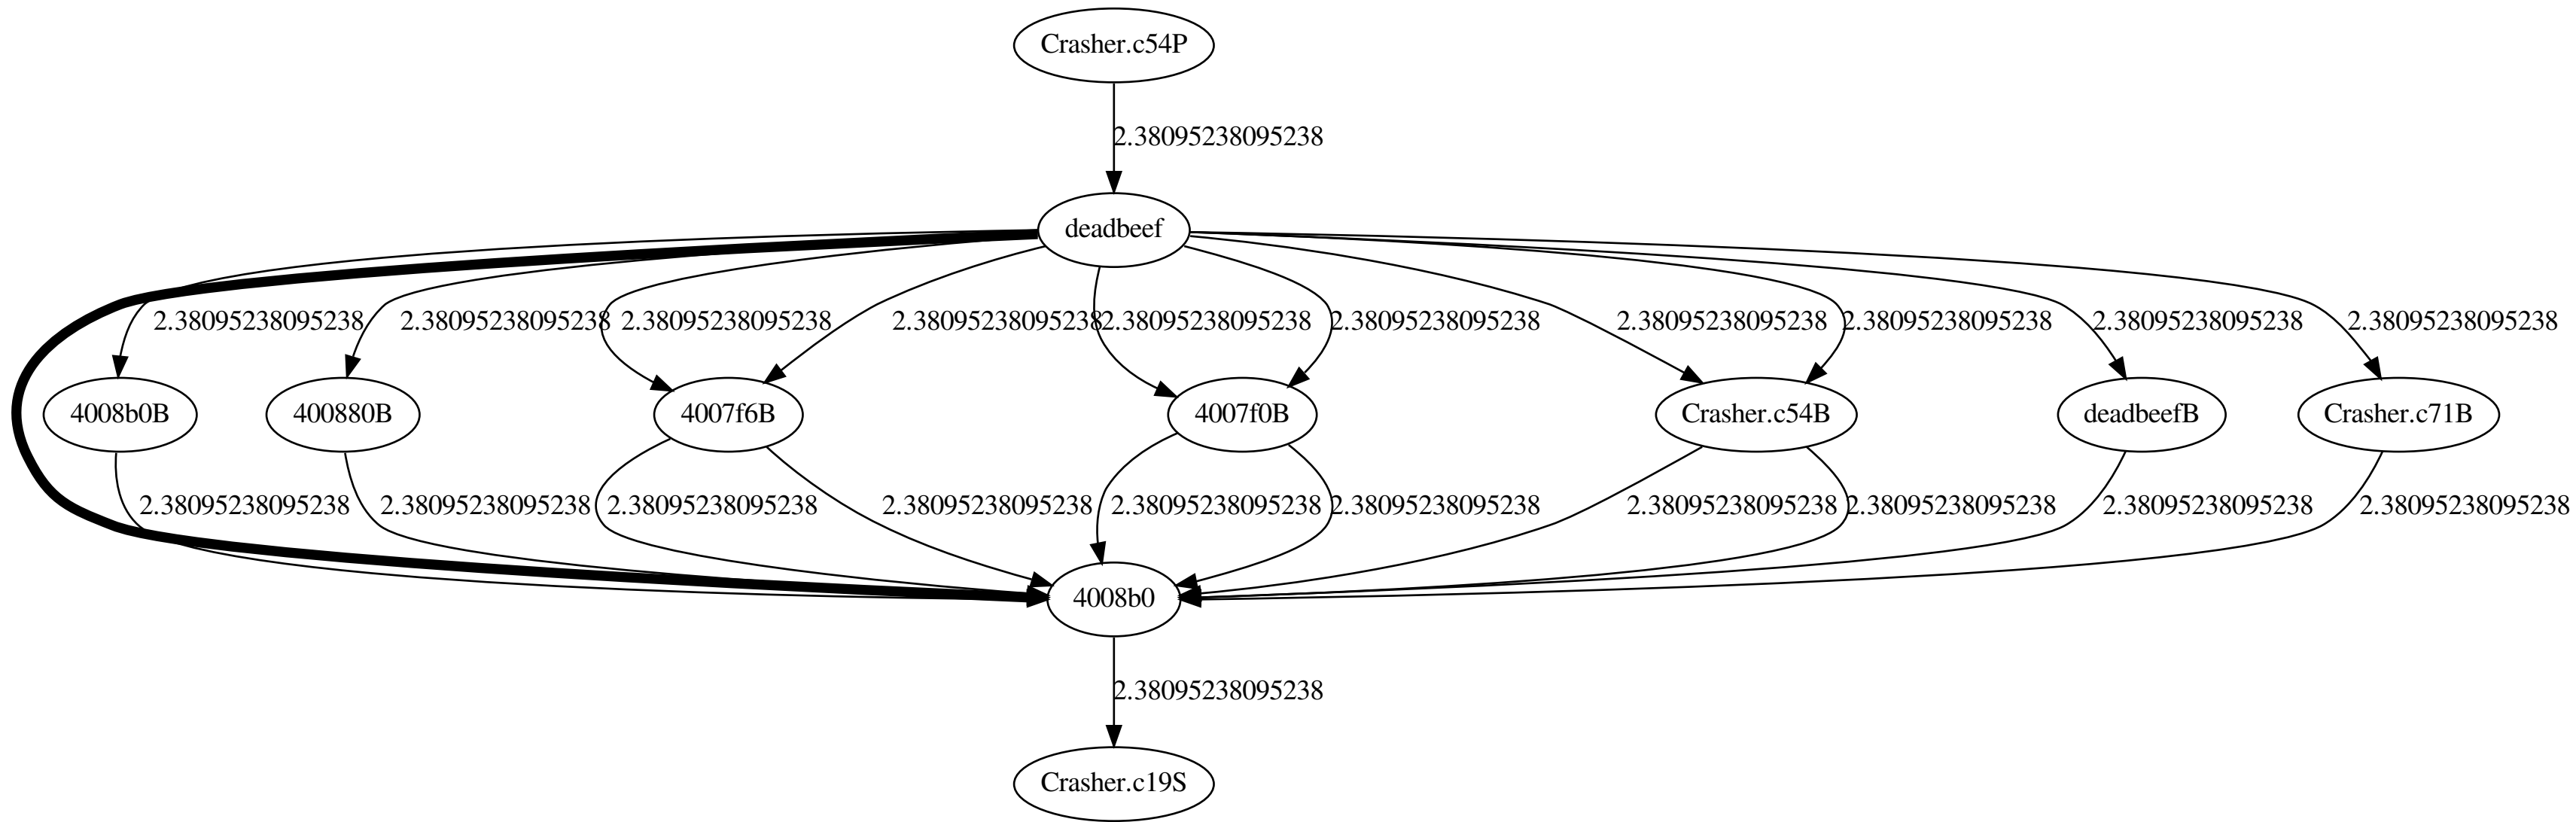 Crasher.c54P
2.38095238095238
deadbeef
2.38095238095238 2.38095238095238 2.38095238095238 2.38095238095238 2.38095238095238 2.38095238095238 2.38095238095238 2.38095238095238 2.38095238095238 2.38095238095238
4008b0B 400880B 4007f6B 4007f0B Crasher.c54B deadbeefB Crasher.c71B
2.38095238095238 2.38095238095238 2.38095238095238 2.38095238095238 2.38095238095238 2.38095238095238 2.38095238095238 2.38095238095238 2.38095238095238 2.38095238095238
4008b0
2.38095238095238
Crasher.c19S